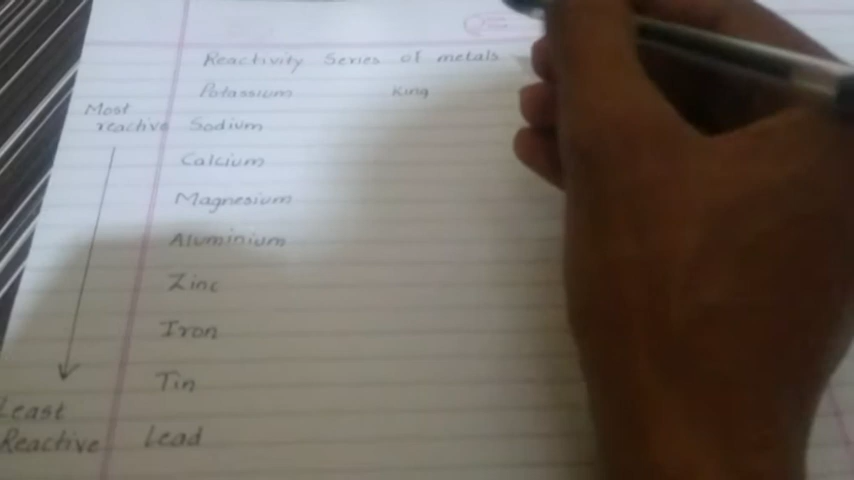 Reactivity Series of metals
Potassium King
Most
reactive
Sodium
Calcium
Magnesium
Aluminium
Zinc
Iron
Tin
Least
Reactive
Lead